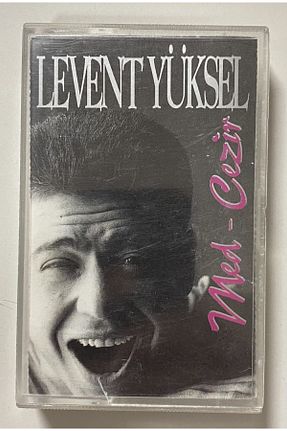 LEVENT YÜKSEL
Med - Cezir